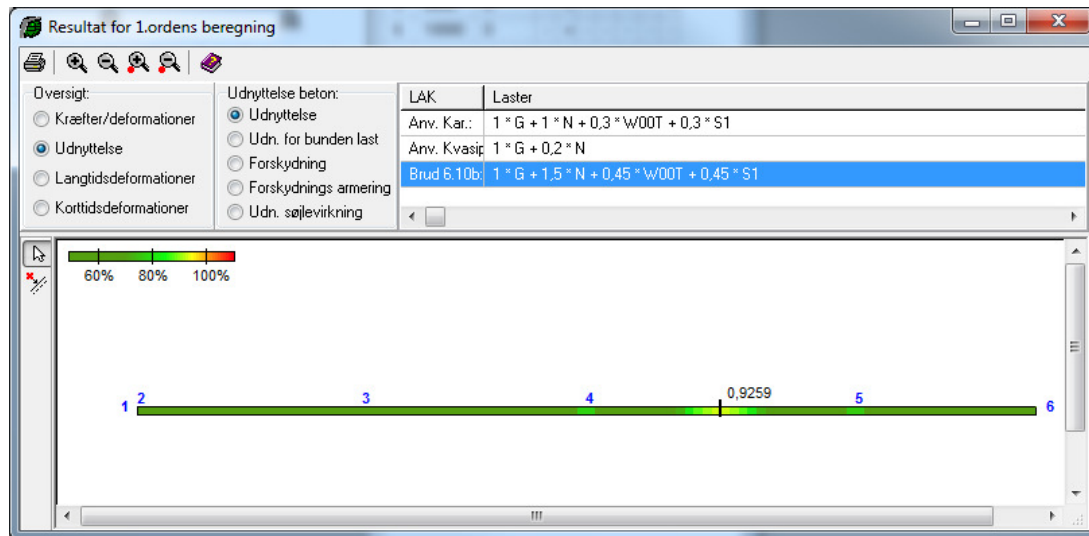 Resultat for 1.ordens beregning
Oversigt:
Kræfter/deformationer
Udnyttelse
Langtidsdeformationer
Korttidsdeformationer
Udnyttelse beton:
Udnyttelse
Udn. for bunden last
Forskydning
Forskydnings armering
Udn. søjlevirkning
LAK Laster
Anv. Kar.: 1 * G + 1 * N + 0,3 * W00T + 0,3 * S1
Anv. Kvasip 1 * G + 0,2 * N
Brud 6.10b: 1 * G + 1,5 * N + 0,45 * W00T + 0,45 * S1
60% 80% 100%
1 2 3 4 0,9259 5 6